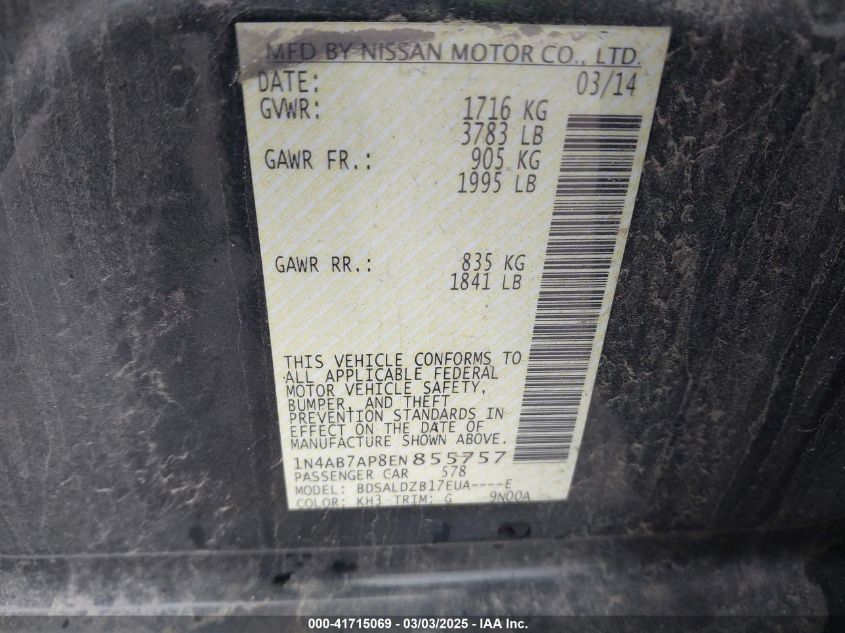 MFD BY NISSAN MOTOR CO., LTD.
DATE: 03/14
GVWR: 1716 KG
3783 LB
GAWR FR.: 905 KG
1995 LB
GAWR RR.: 835 KG
1841 LB
THIS VEHICLE CONFORMS TO
ALL APPLICABLE FEDERAL
MOTOR VEHICLE SAFETY,
BUMPER, AND THEFT
PREVENTION STANDARDS IN
EFFECT ON THE DATE OF
MANUFACTURE SHOWN ABOVE.
1N4AB7AP8EN855757
PASSENGER CAR 578
MODEL: BDSALDZB17EUA----E
COLOR: KH3 TRIM: G 9N00A
000-41715069 — 03/03/2025 — IAA Inc.